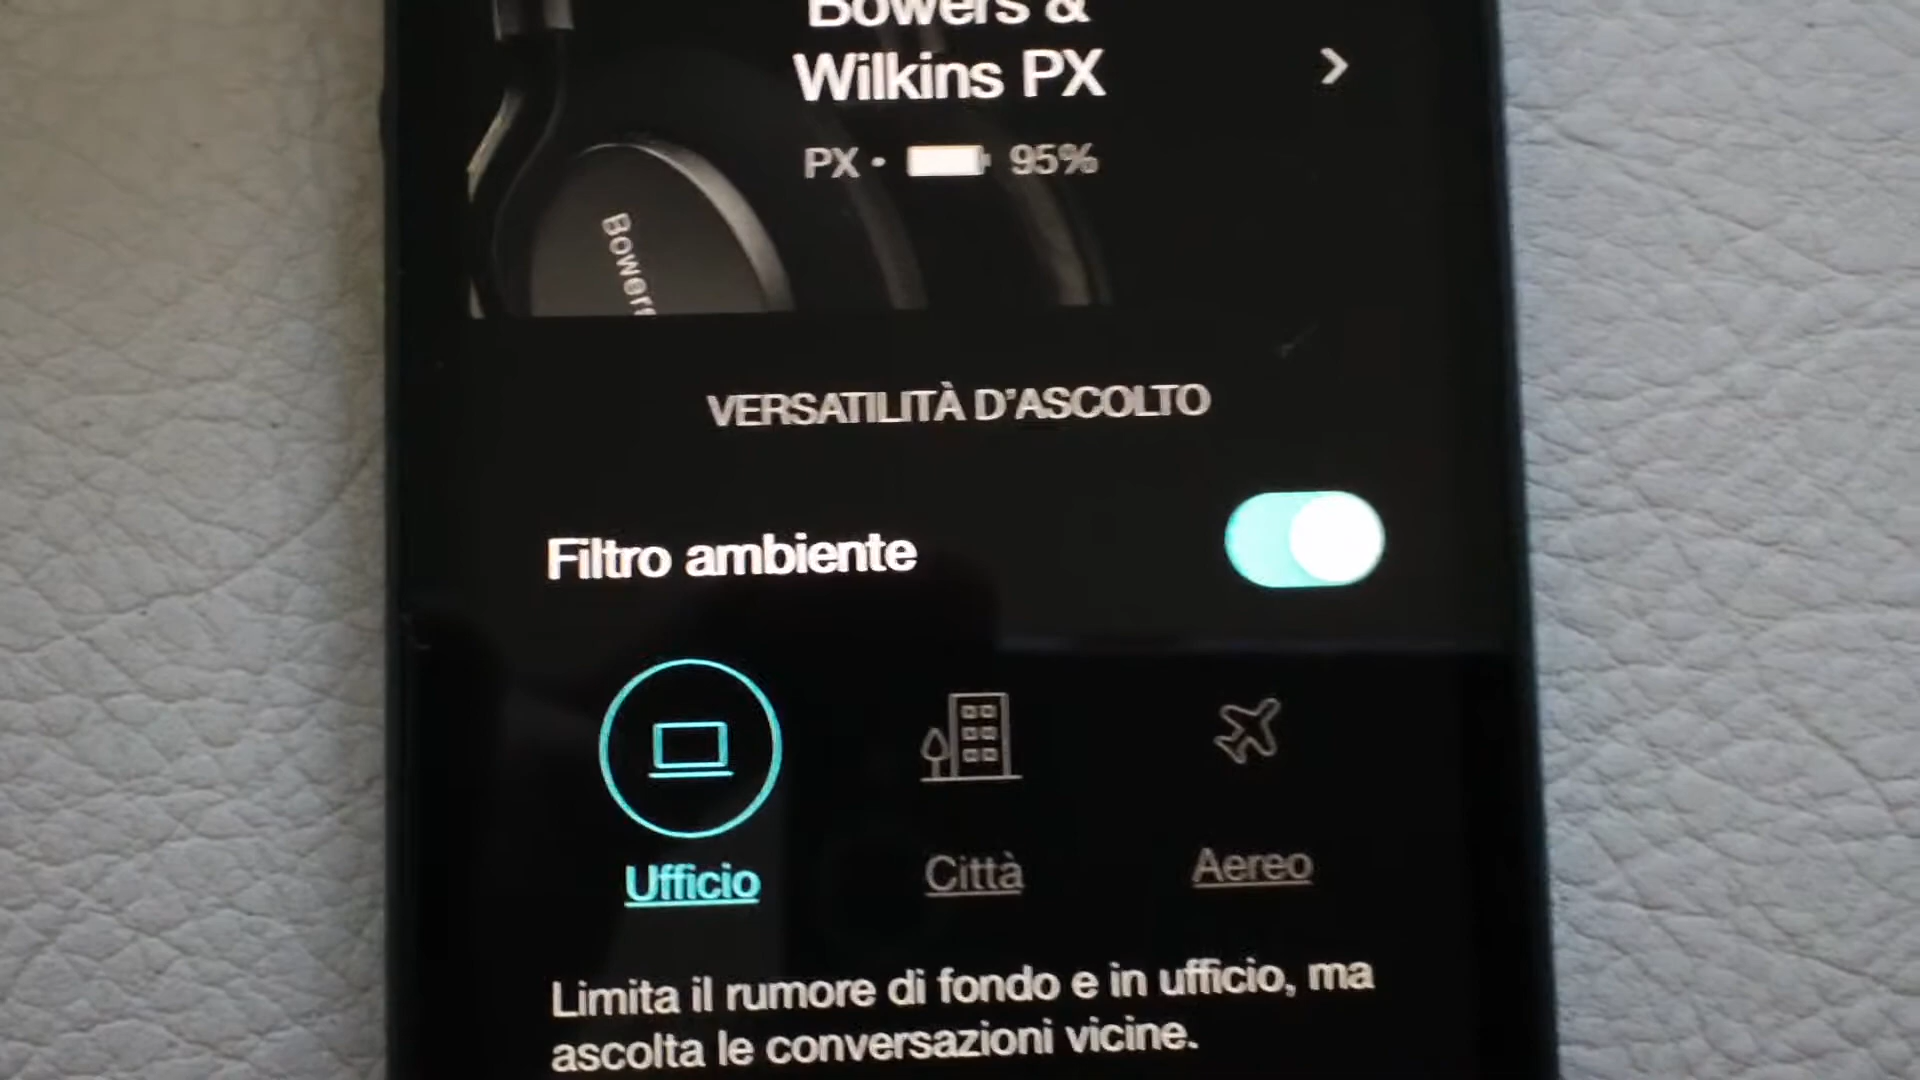 Bowers &
Wilkins PX
PX • 95%
Bowers
VERSATILITÀ D'ASCOLTO
Filtro ambiente
Ufficio
Città
Aereo
Limita il rumore di fondo e in ufficio, ma
ascolta le conversazioni vicine.